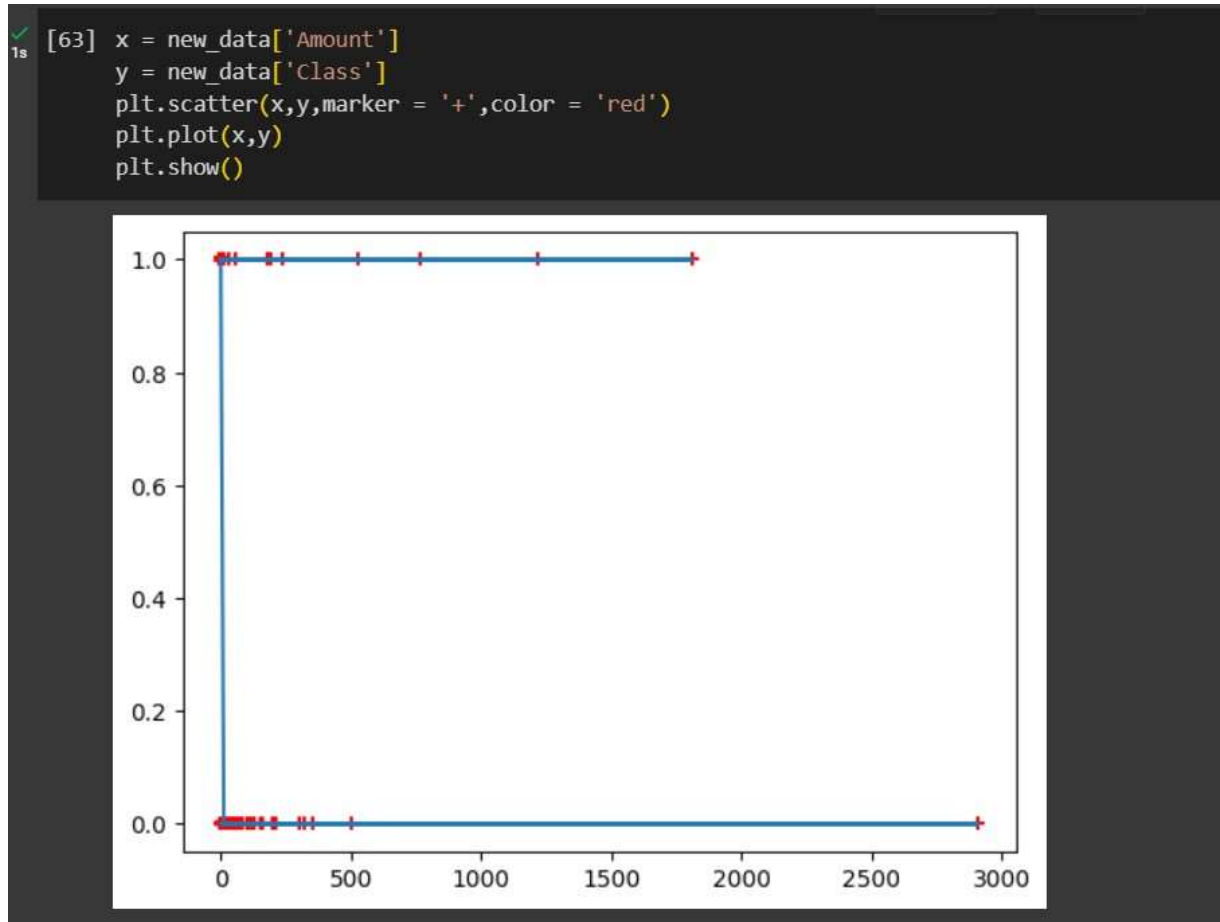 [63] x = new_data['Amount']
1s
y = new_data['Class']
plt.scatter(x,y,marker = '+',color = 'red')
plt.plot(x,y)
plt.show()
1.0
0.8
0.6
0.4
0.2
0.0
0 500 1000 1500 2000 2500 3000